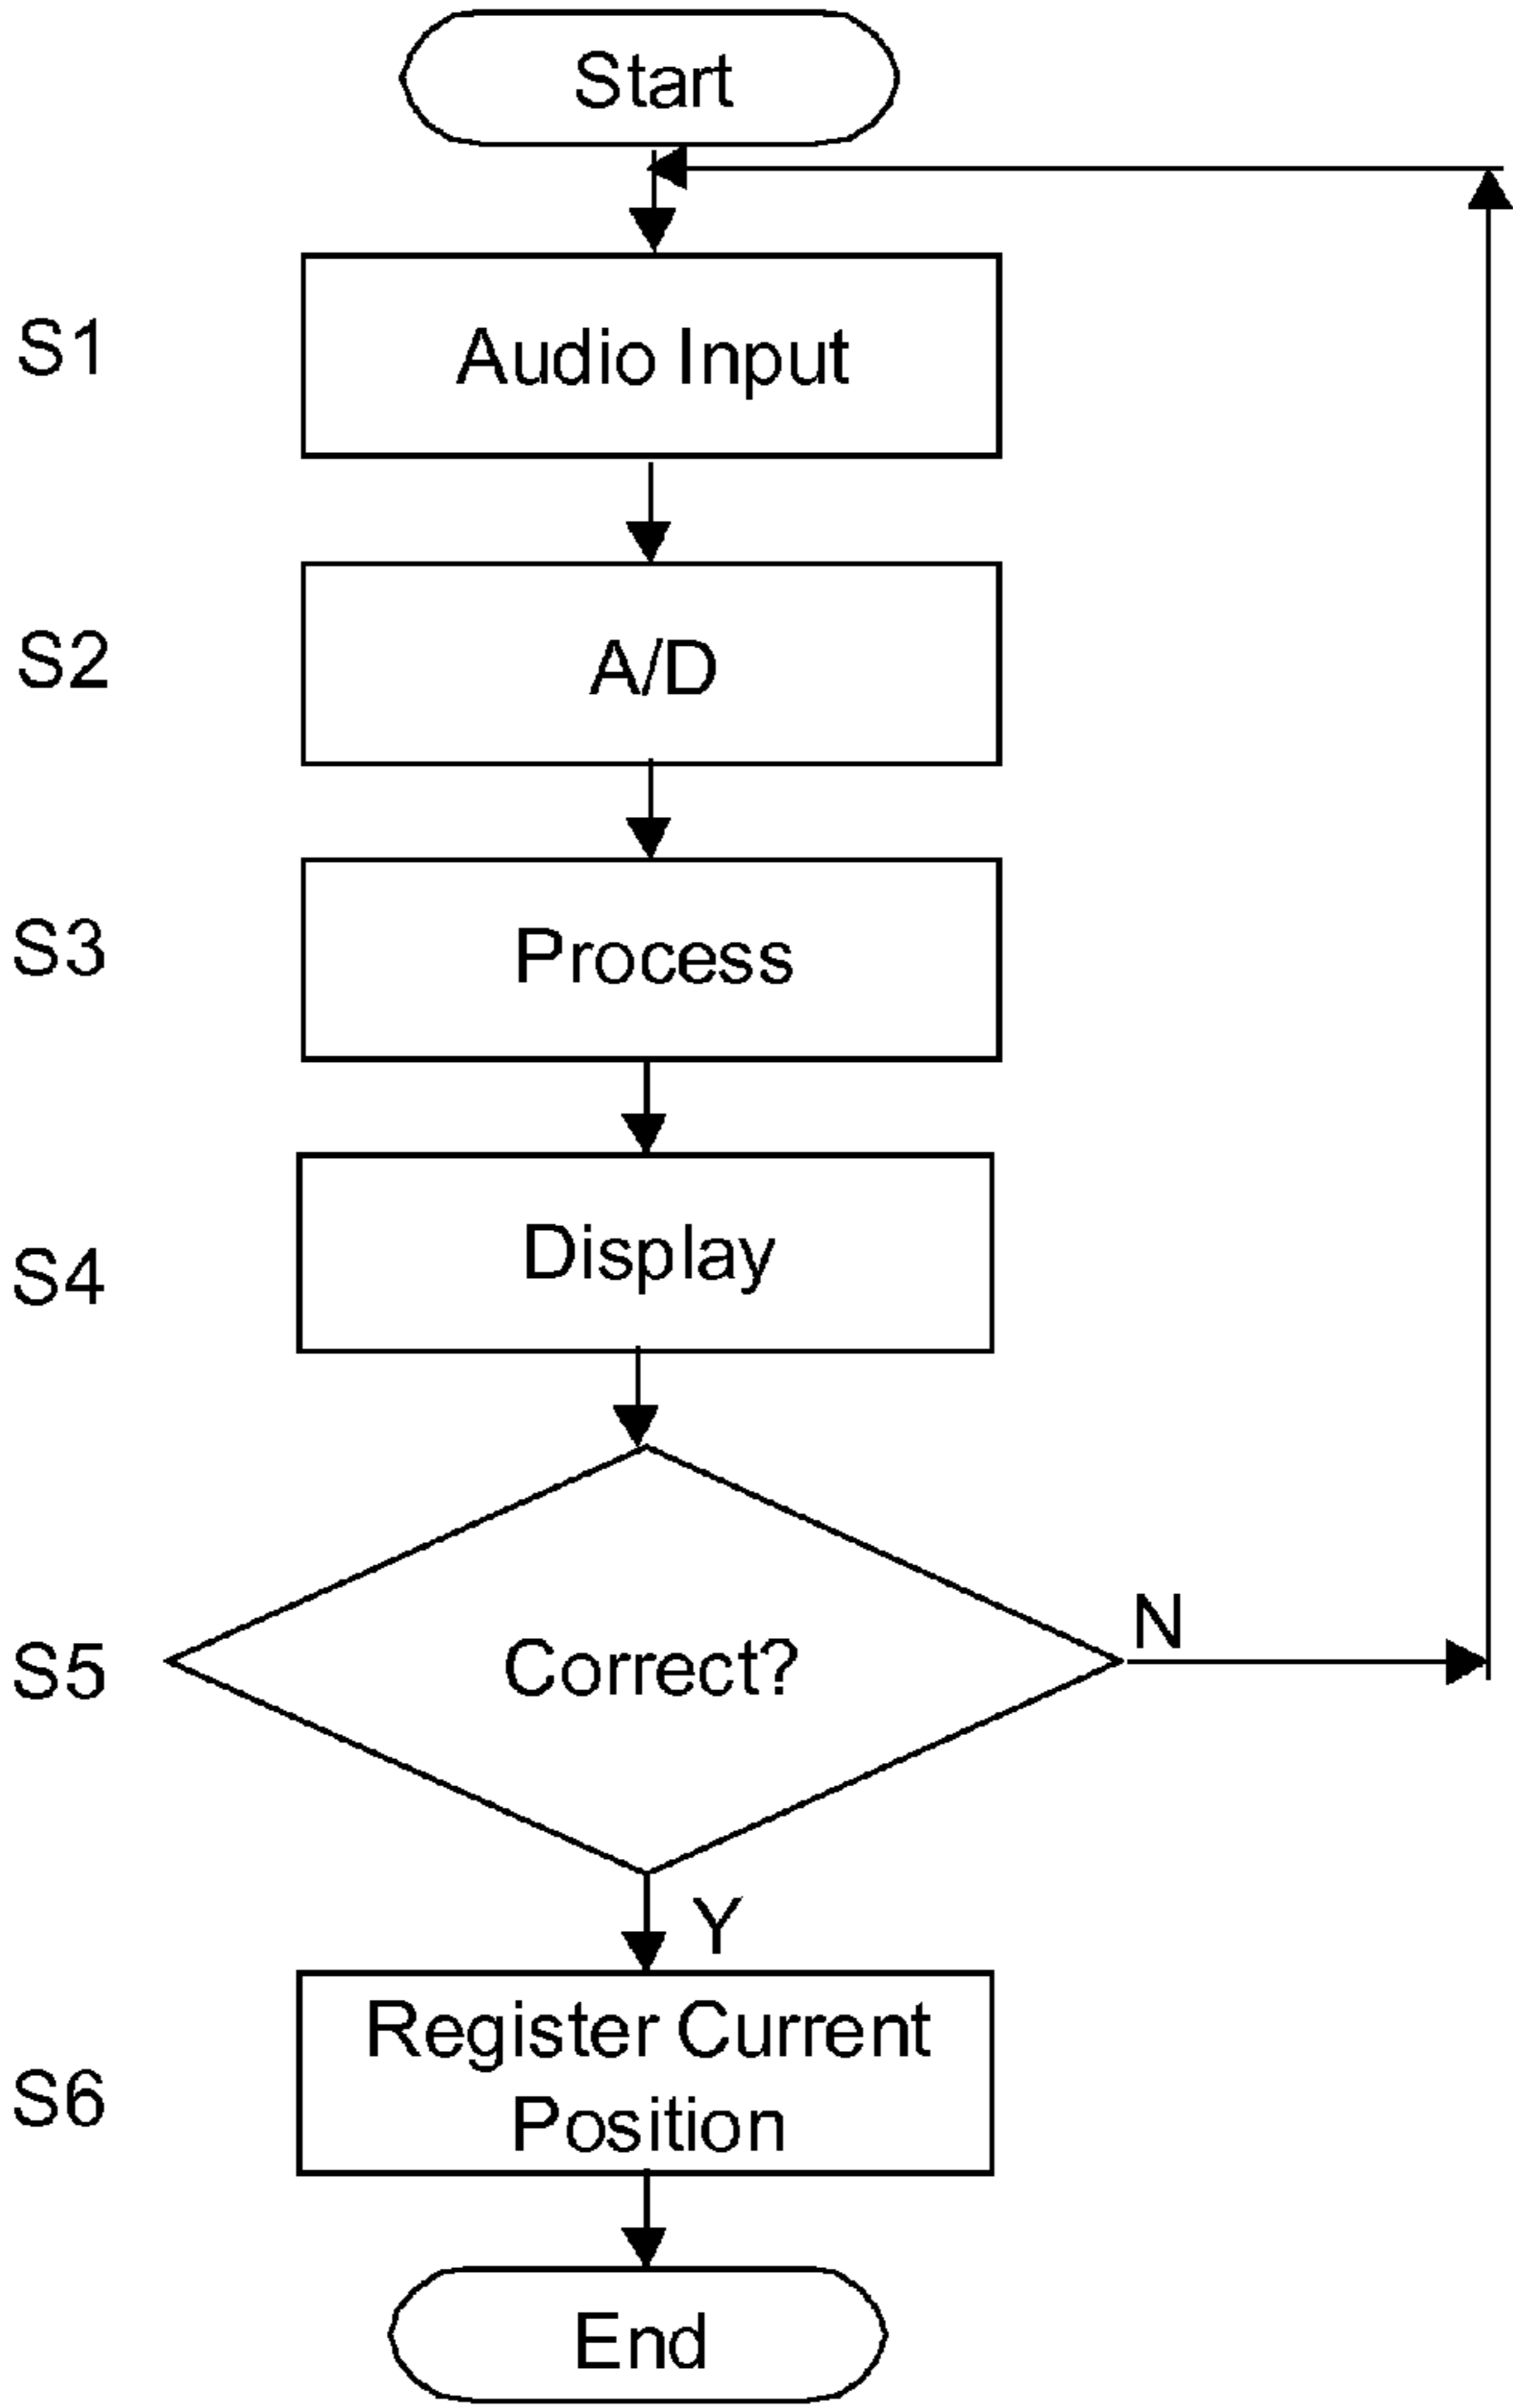 Start
S1
Audio Input
S2
A/D
S3
Process
S4
Display
S5
Correct?
N
Y
S6
Register Current
Position
End